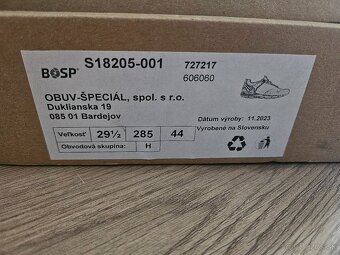 BOSP®
S18205-001
727217
606060
OBUV-ŠPECIÁL, spol. s r.o.
Duklianska 19
085 01 Bardejov
Dátum výroby: 11.2023
Vyrobené na Slovensku
Veľkosť 29½ 285 44
Obvodová skupina: H